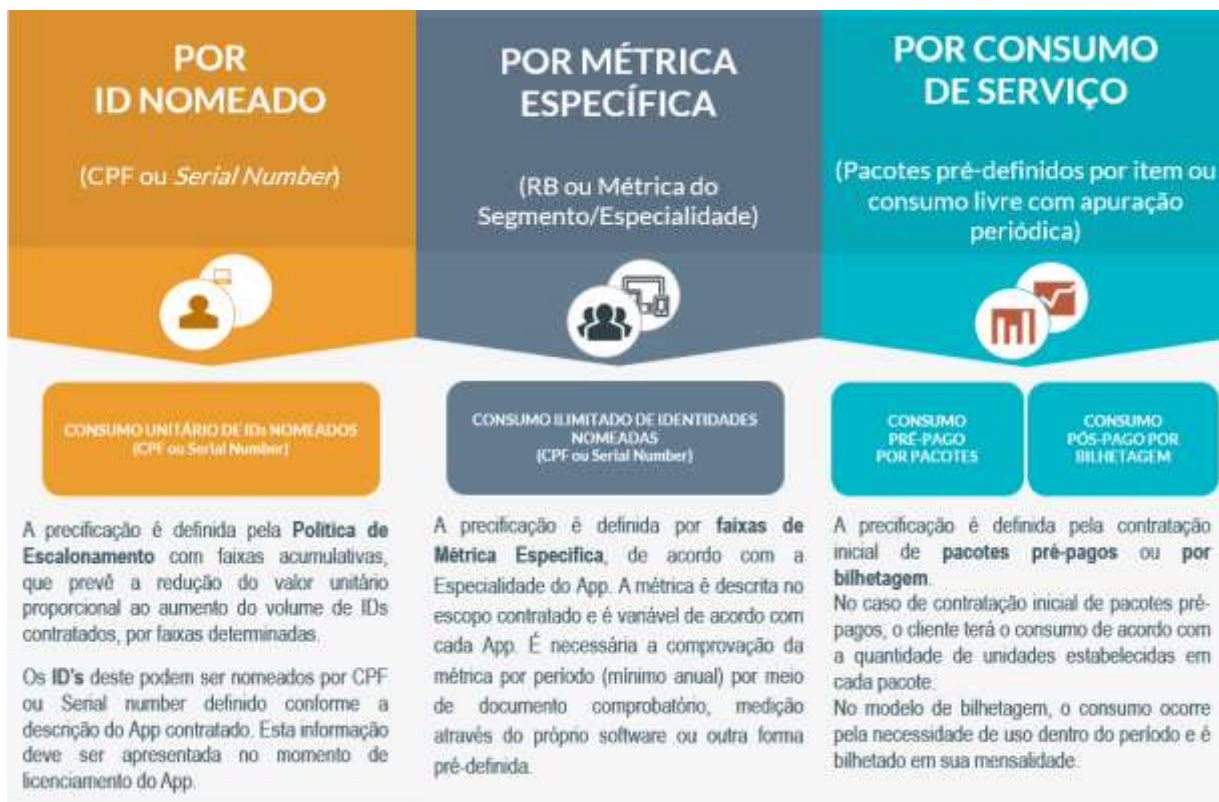 POR
ID NOMEADO
(CPF ou Serial Number)
CONSUMO UNITÁRIO DE IDs NOMEADOS
(CPF ou Serial Number)
A precificação é definida pela Política de
Escalonamento com faixas acumulativas,
que prevê a redução do valor unitário
proporcional ao aumento do volume de IDs
contratados, por faixas determinadas.
Os ID's deste podem ser nomeados por CPF
ou Serial number definido conforme a
descrição do App contratado. Esta informação
deve ser apresentada no momento de
licenciamento do App.
POR MÉTRICA
ESPECÍFICA
(RB ou Métrica do
Segmento/Especialidade)
CONSUMO ILIMITADO DE IDENTIDADES
NOMEADAS
(CPF ou Serial Number)
A precificação é definida por faixas de
Métrica Específica, de acordo com a
Especialidade do App. A métrica é descrita no
escopo contratado e é variável de acordo com
cada App. É necessária a comprovação da
métrica por período (mínimo anual) por meio
de documento comprobatório, medição
através do próprio software ou outra forma
pré-definida.
POR CONSUMO
DE SERVIÇO
(Pacotes pré-definidos por item ou
consumo livre com apuração
periódica)
CONSUMO
PRÉ-PAGO
POR PACOTES
CONSUMO
PÓS-PAGO POR
BILHETAGEM
A precificação é definida pela contratação
inicial de pacotes pré-pagos ou por
bilhetagem.
No caso de contratação inicial de pacotes pré-
pagos, o cliente terá o consumo de acordo com
a quantidade de unidades estabelecidas em
cada pacote.
No modelo de bilhetagem, o consumo ocorre
pela necessidade de uso dentro do período e é
bilhetado em sua mensalidade.